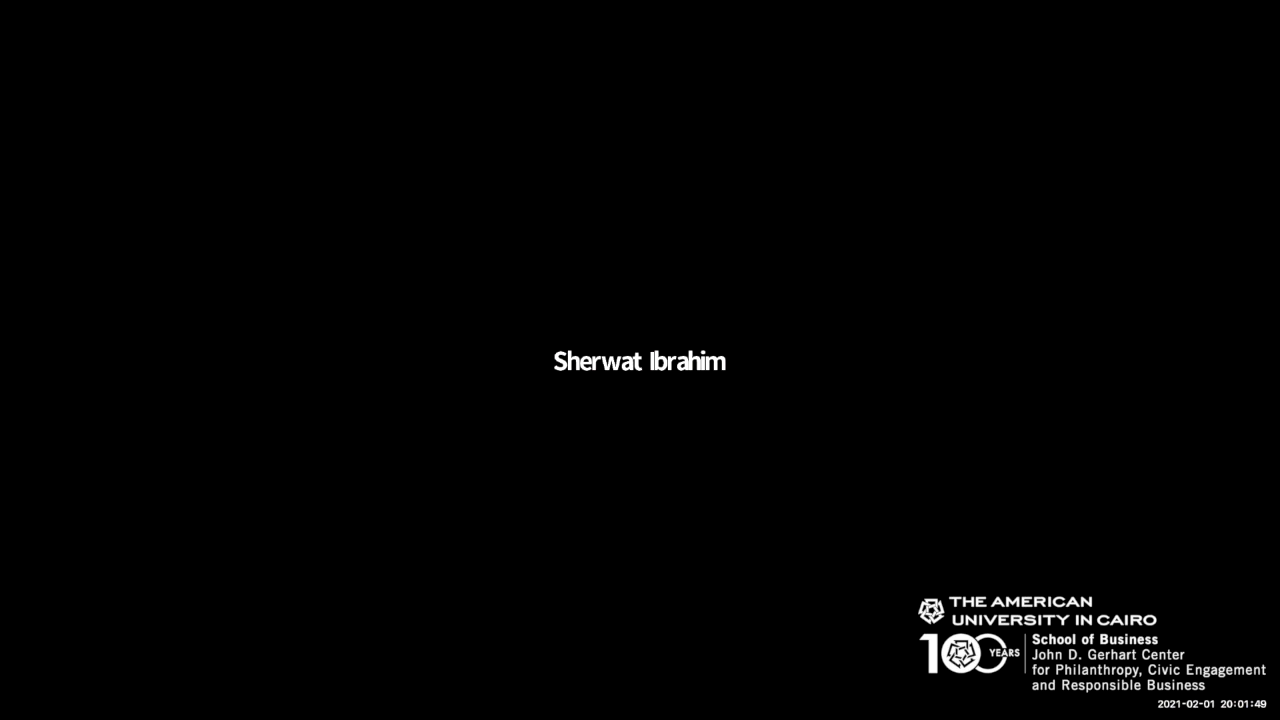 Sherwat Ibrahim
THE AMERICAN
UNIVERSITY IN CAIRO
100 YEARS
School of Business
John D. Gerhart Center
for Philanthropy, Civic Engagement
and Responsible Business
2021-02-01 20:01:49